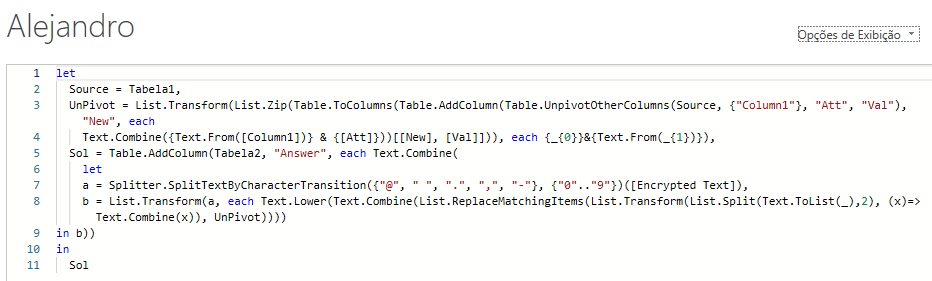 Alejandro
Opções de Exibição
1 let
2 Source = Tabela1,
3 UnPivot = List.Transform(List.Zip(Table.ToColumns(Table.AddColumn(Table.UnpivotOtherColumns(Source, {"Column1"}, "Att", "Val"),
"New", each
4 Text.Combine({Text.From([Column1])} & {[Att]}))[[New], [Val]])), each {_{0}}&{Text.From(_{1})}),
5 Sol = Table.AddColumn(Tabela2, "Answer", each Text.Combine(
6 let
7 a = Splitter.SplitTextByCharacterTransition({"@", " ", ".", ",", "-"}, {"0".."9"})([Encrypted Text]),
8 b = List.Transform(a, each Text.Lower(Text.Combine(List.ReplaceMatchingItems(List.Transform(List.Split(Text.ToList(_),2), (x)=>
Text.Combine(x)), UnPivot))))
9 in b))
10 in
11 Sol